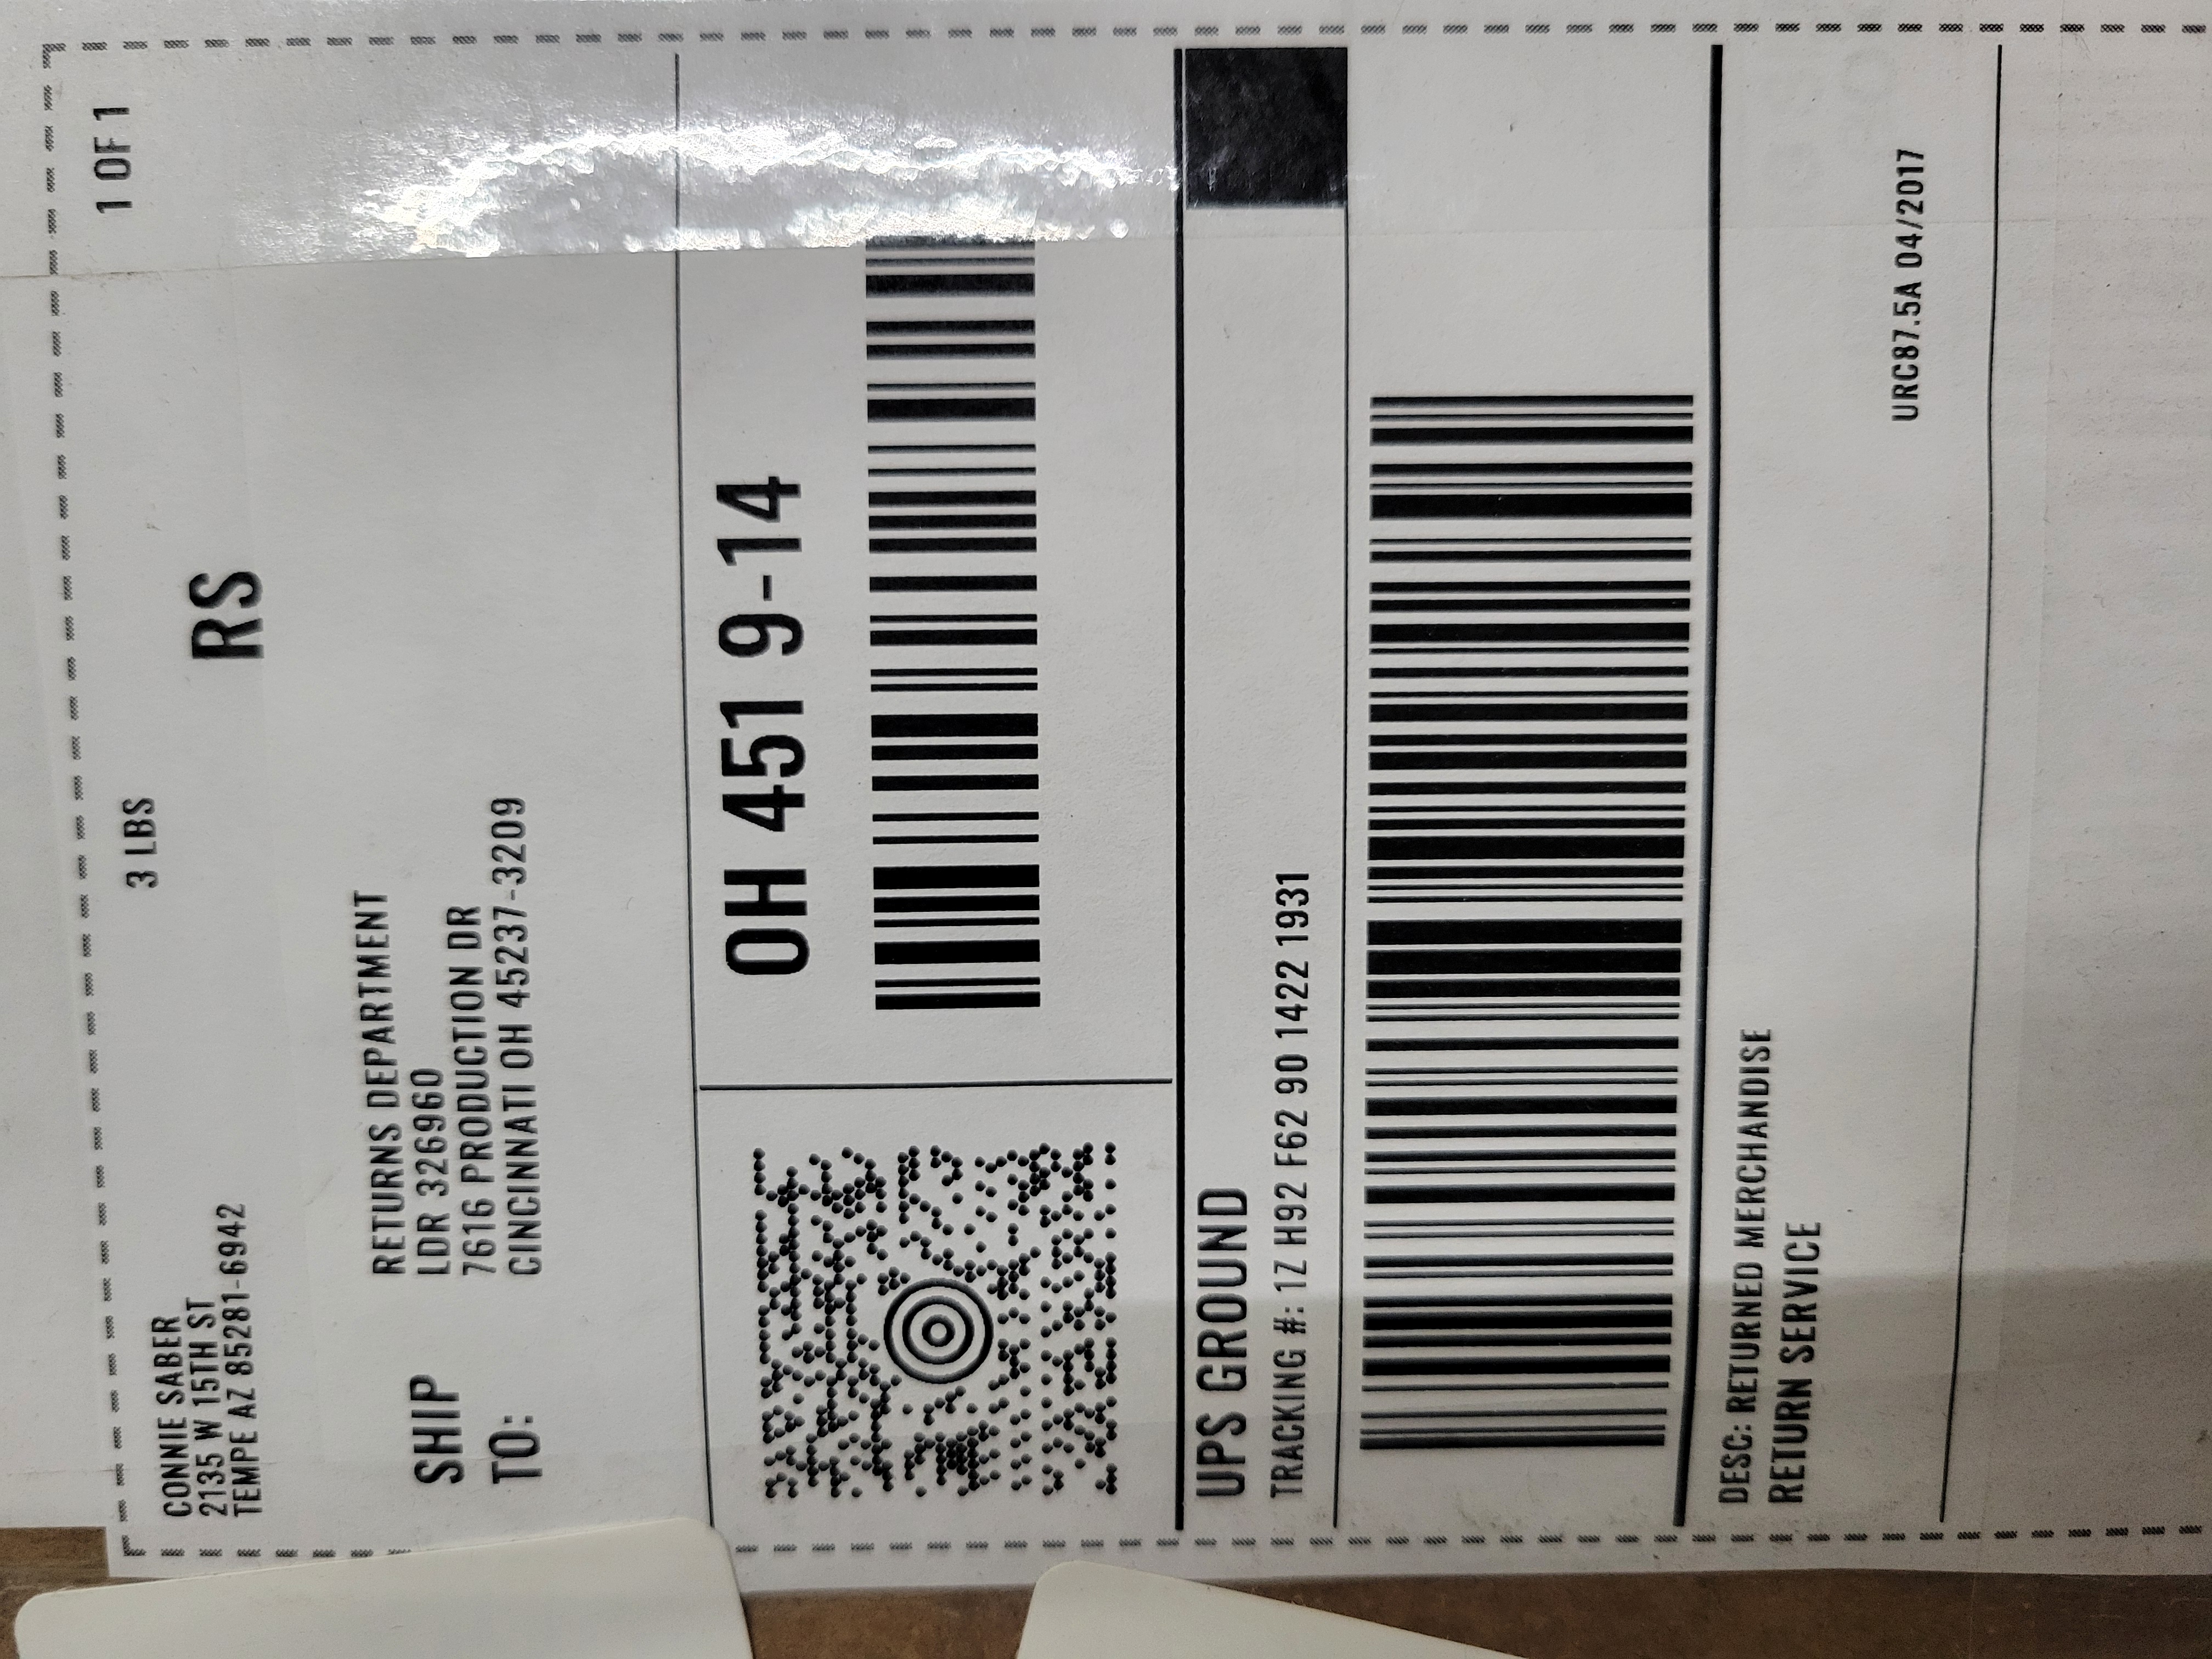 1 OF 1
3 LBS
CONNIE SABER
2135 W 15TH ST
TEMPE AZ 85281-6942
RS
SHIP
TO:
RETURNS DEPARTMENT
LDR 326960
7616 PRODUCTION DR
CINCINNATI OH 45237-3209
OH 451 9-14
UPS GROUND
TRACKING #: 1Z H92 F62 90 1422 1931
DESC: RETURNED MERCHANDISE
RETURN SERVICE
URC87.5A 04/2017